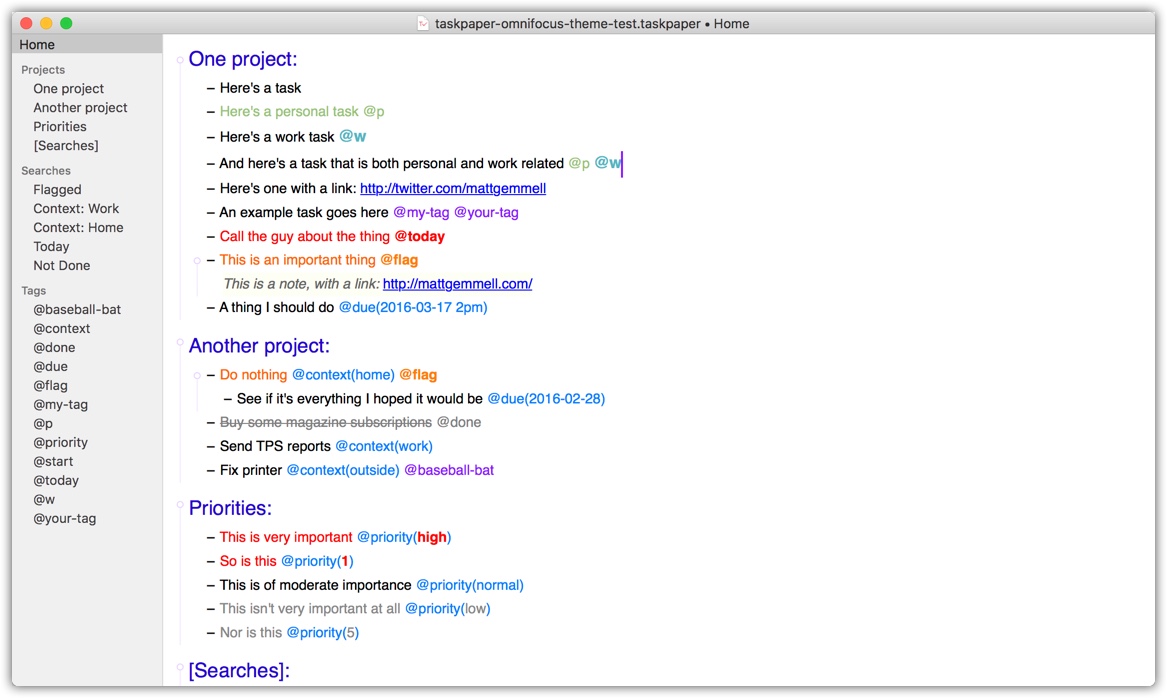 taskpaper-omnifocus-theme-test.taskpaper • Home
Home
Projects
One project
Another project
Priorities
[Searches]
Searches
Flagged
Context: Work
Context: Home
Today
Not Done
Tags
@baseball-bat
@context
@done
@due
@flag
@my-tag
@p
@priority
@start
@today
@w
@your-tag
One project:
– Here's a task
– Here's a personal task @p
– Here's a work task @w
– And here's a task that is both personal and work related @p @w
– Here's one with a link: http://twitter.com/mattgemmell
– An example task goes here @my-tag @your-tag
– Call the guy about the thing @today
– This is an important thing @flag
This is a note, with a link: http://mattgemmell.com/
– A thing I should do @due(2016-03-17 2pm)
Another project:
– Do nothing @context(home) @flag
– See if it's everything I hoped it would be @due(2016-02-28)
– Buy some magazine subscriptions @done
– Send TPS reports @context(work)
– Fix printer @context(outside) @baseball-bat
Priorities:
– This is very important @priority(high)
– So is this @priority(1)
– This is of moderate importance @priority(normal)
– This isn't very important at all @priority(low)
– Nor is this @priority(5)
[Searches]: